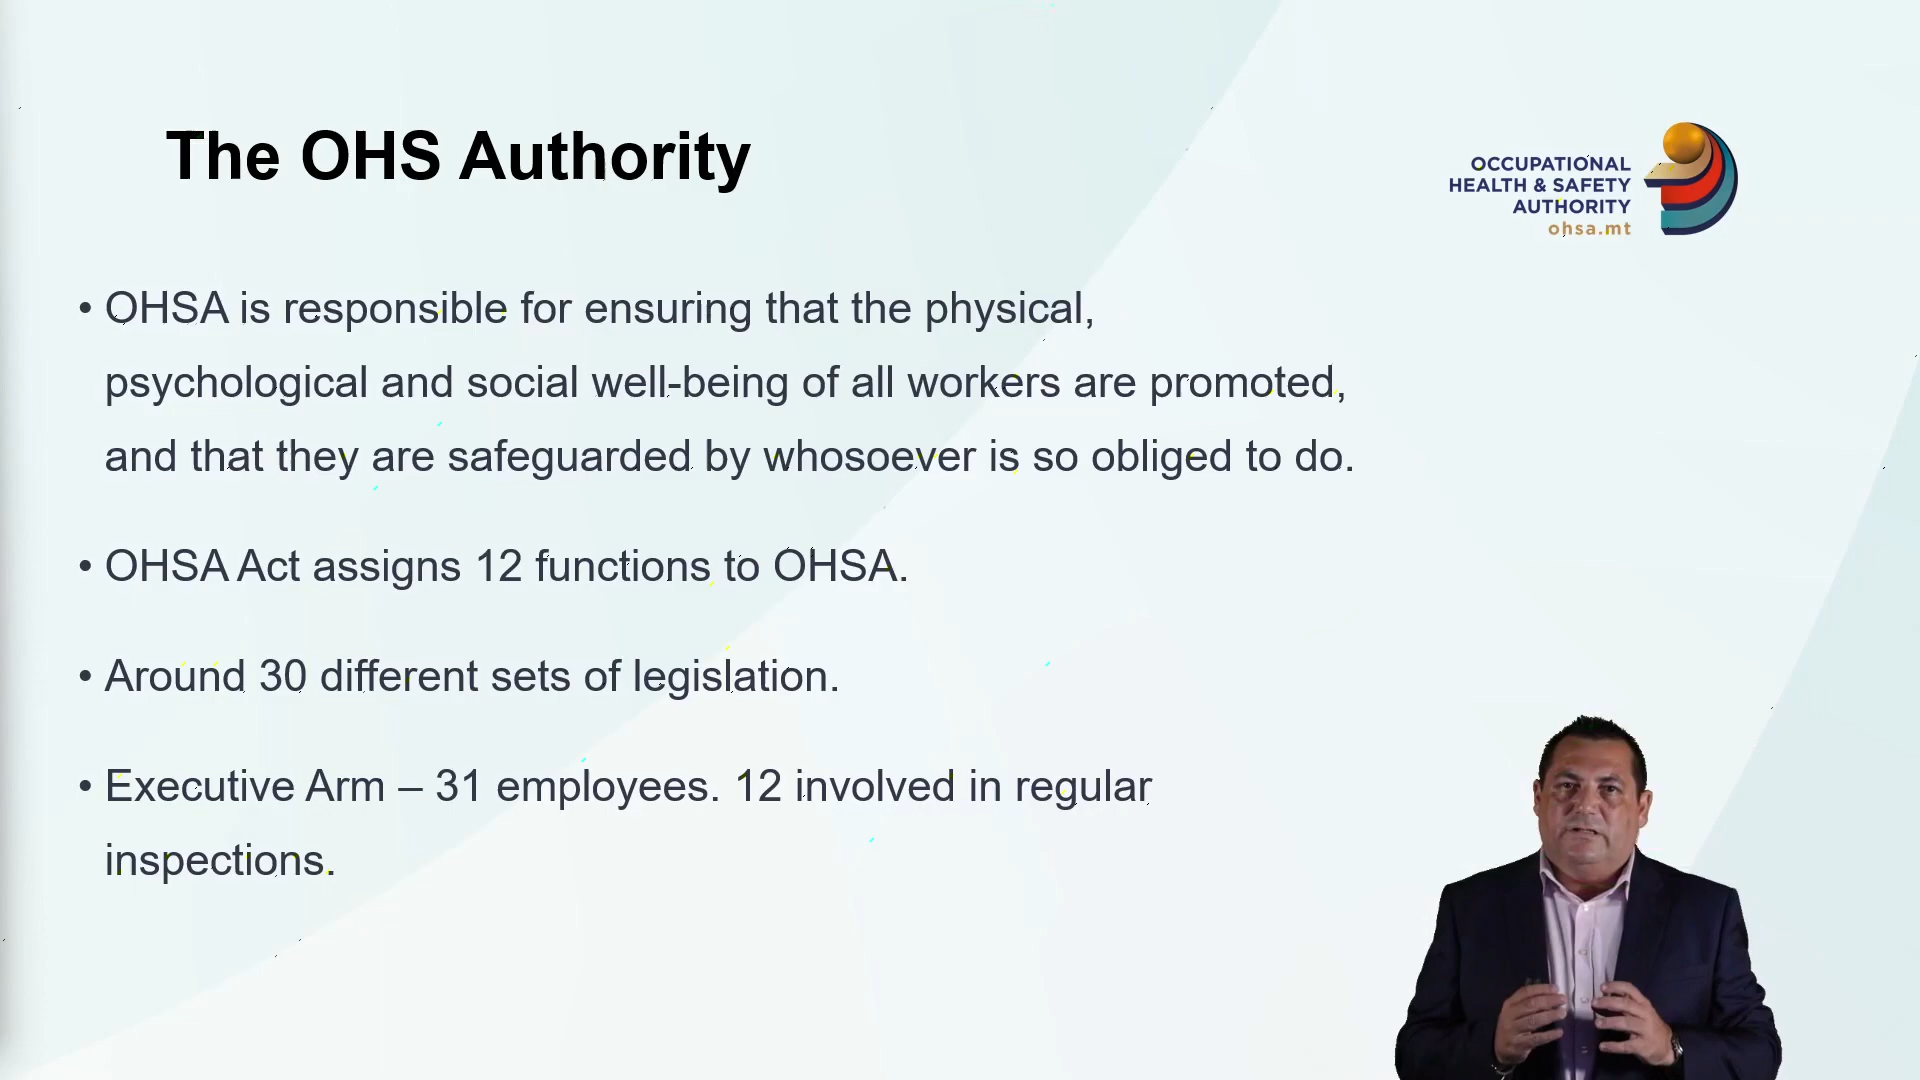 The OHS Authority
OCCUPATIONAL
HEALTH & SAFETY
AUTHORITY
ohsa.mt
• OHSA is responsible for ensuring that the physical,
psychological and social well-being of all workers are promoted,
and that they are safeguarded by whosoever is so obliged to do.
• OHSA Act assigns 12 functions to OHSA.
• Around 30 different sets of legislation.
• Executive Arm – 31 employees. 12 involved in regular
inspections.